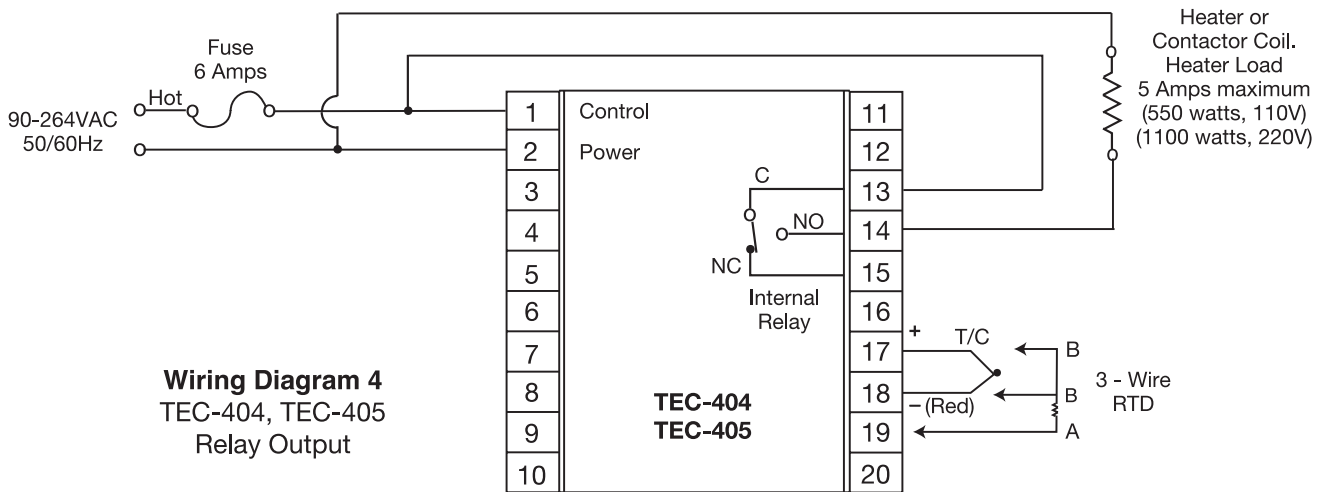 Fuse
6 Amps
Hot
90-264VAC
50/60Hz
Heater or
Contactor Coil.
Heater Load
5 Amps maximum
(550 watts, 110V)
(1100 watts, 220V)
1
2
3
4
5
6
7
8
9
10
Control
Power
C
NO
NC
Internal
Relay
TEC-404
TEC-405
11
12
13
14
15
16
17
18
19
20
+
T/C
– (Red)
B
B
A
3 - Wire
RTD
Wiring Diagram 4
TEC-404, TEC-405
Relay Output